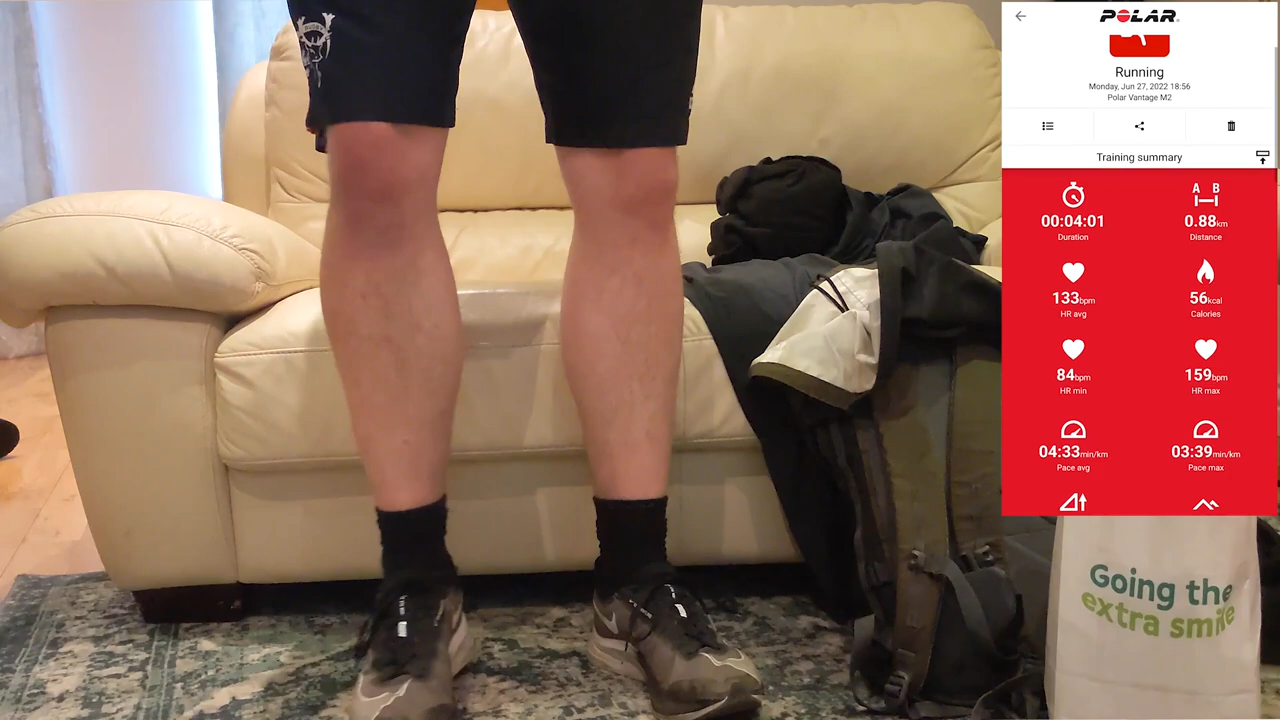 POLAR
Running
Monday, Jun 27, 2022 18:56
Polar Vantage M2
Training summary
A B
00:04:01
Duration
0.88km
Distance
133bpm
HR avg
56kcal
Calories
84bpm
HR min
159bpm
HR max
04:33min/km
Pace avg
03:39min/km
Pace max
Going the
extra smile